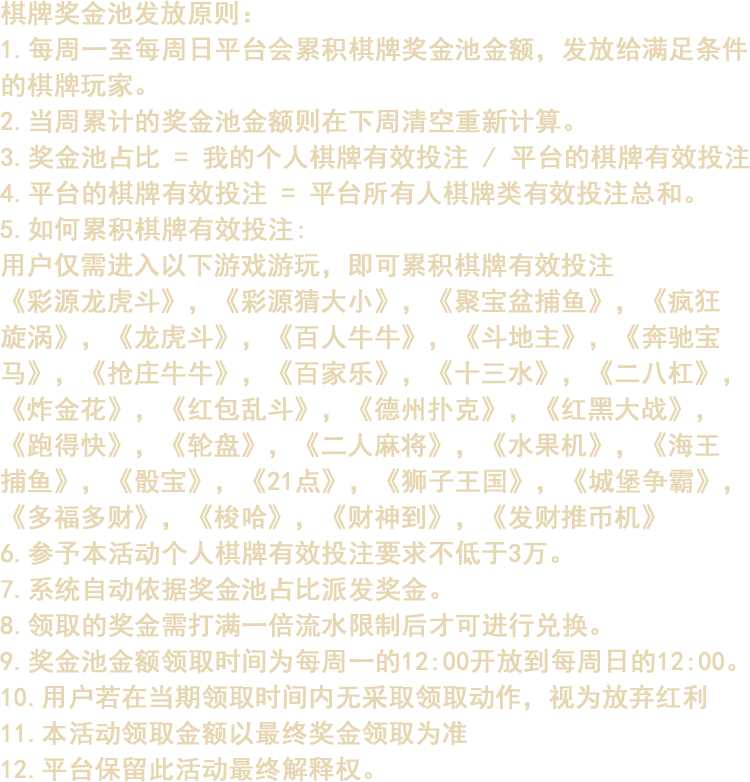 棋牌奖金池发放原则：
1.每周一至每周日平台会累积棋牌奖金池金额，发放给满足条件
的棋牌玩家。
2.当周累计的奖金池金额则在下周清空重新计算。
3.奖金池占比 = 我的个人棋牌有效投注 / 平台的棋牌有效投注
4.平台的棋牌有效投注 = 平台所有人棋牌类有效投注总和。
5.如何累积棋牌有效投注:
用户仅需进入以下游戏游玩，即可累积棋牌有效投注
《彩源龙虎斗》，《彩源猜大小》，《聚宝盆捕鱼》，《疯狂
旋涡》，《龙虎斗》，《百人牛牛》，《斗地主》，《奔驰宝
马》，《抢庄牛牛》，《百家乐》，《十三水》，《二八杠》，
《炸金花》，《红包乱斗》，《德州扑克》，《红黑大战》，
《跑得快》，《轮盘》，《二人麻将》，《水果机》，《海王
捕鱼》，《骰宝》，《21点》，《狮子王国》，《城堡争霸》，
《多福多财》，《梭哈》，《财神到》，《发财推币机》
6.参予本活动个人棋牌有效投注要求不低于3万。
7.系统自动依据奖金池占比派发奖金。
8.领取的奖金需打满一倍流水限制后才可进行兑换。
9.奖金池金额领取时间为每周一的12:00开放到每周日的12:00。
10.用户若在当期领取时间内无采取领取动作，视为放弃红利
11.本活动领取金额以最终奖金领取为准
12.平台保留此活动最终解释权。